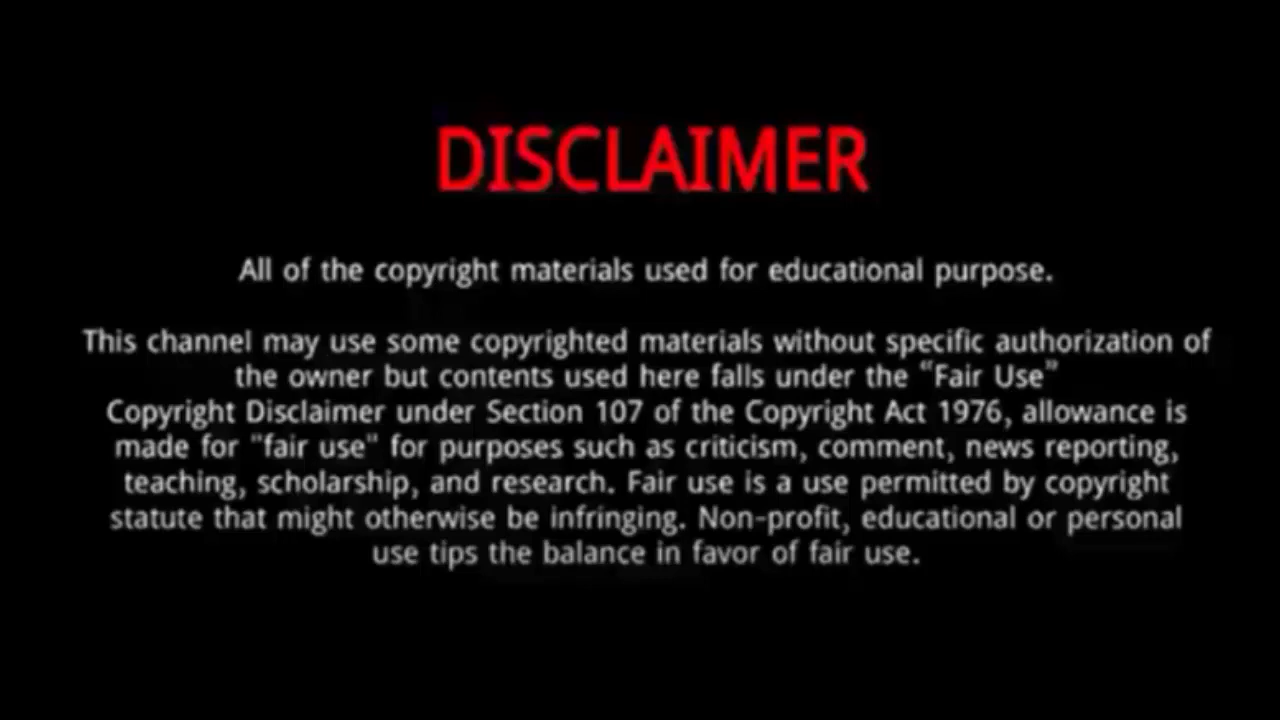 DISCLAIMER
All of the copyright materials used for educational purpose.
This channel may use some copyrighted materials without specific authorization of
the owner but contents used here falls under the “Fair Use”
Copyright Disclaimer under Section 107 of the Copyright Act 1976, allowance is
made for "fair use" for purposes such as criticism, comment, news reporting,
teaching, scholarship, and research. Fair use is a use permitted by copyright
statute that might otherwise be infringing. Non-profit, educational or personal
use tips the balance in favor of fair use.